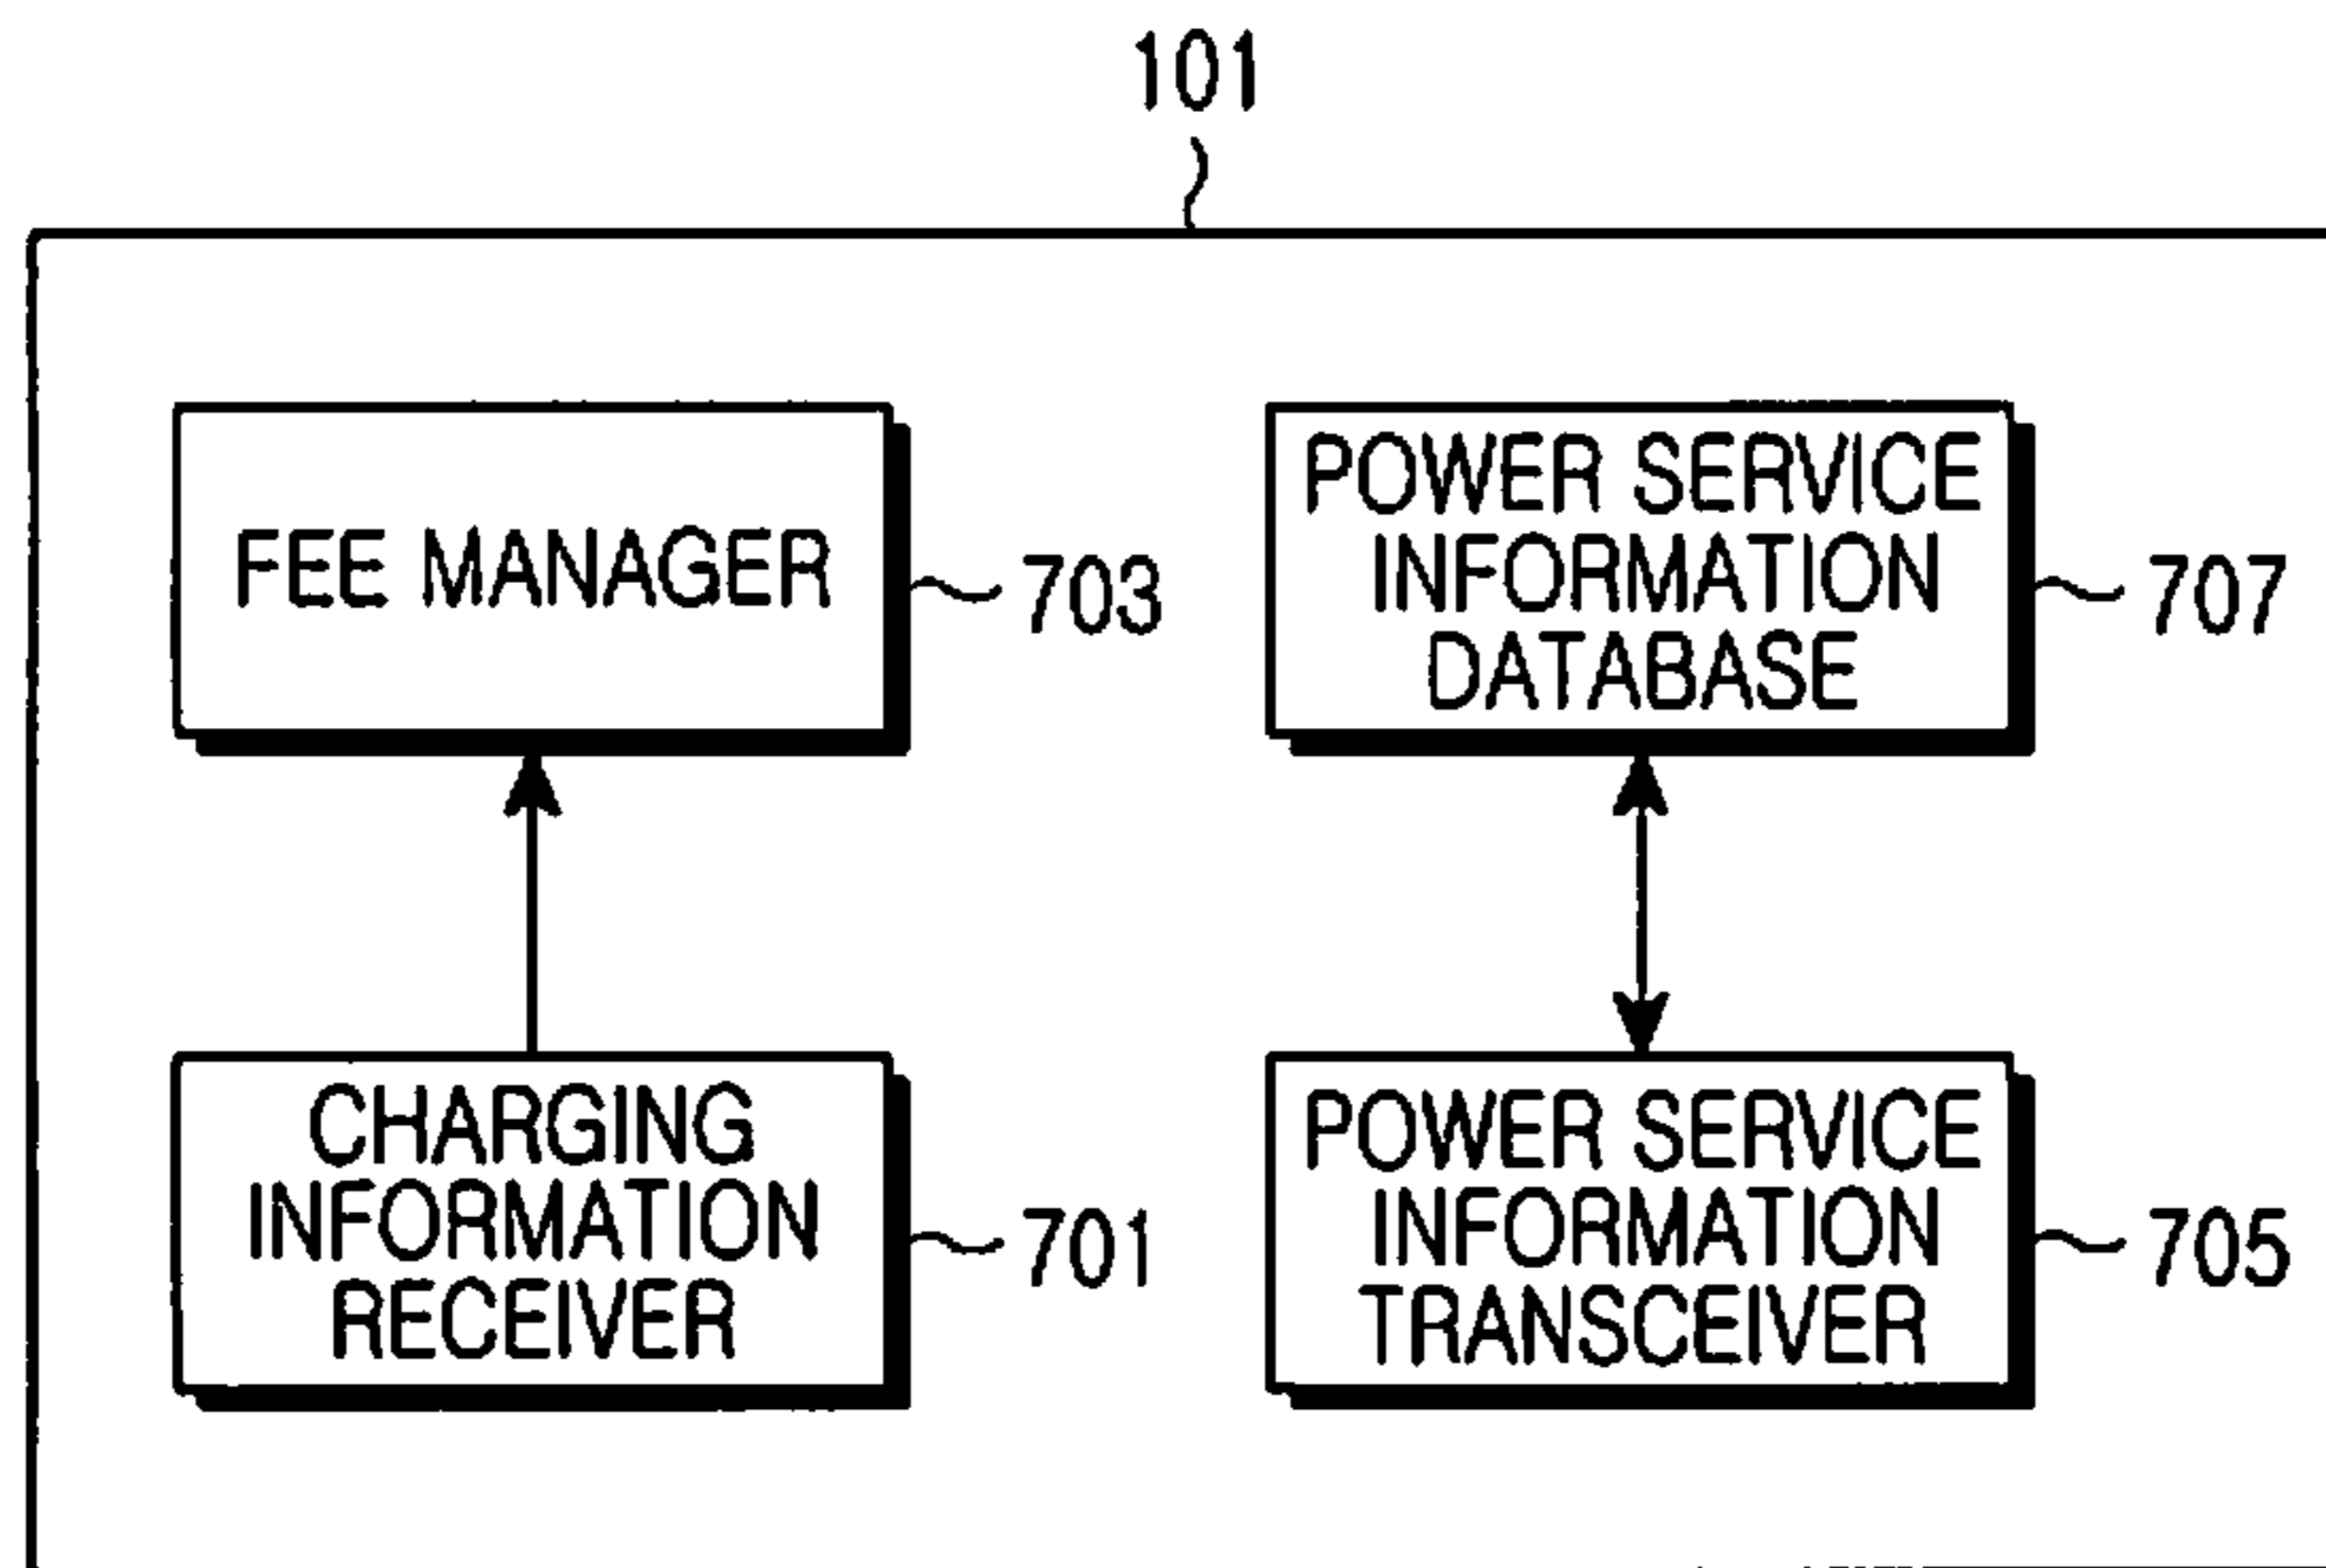 101
FEE MANAGER
703
POWER SERVICE
INFORMATION
DATABASE
707
CHARGING
INFORMATION
RECEIVER
701
POWER SERVICE
INFORMATION
TRANSCEIVER
705